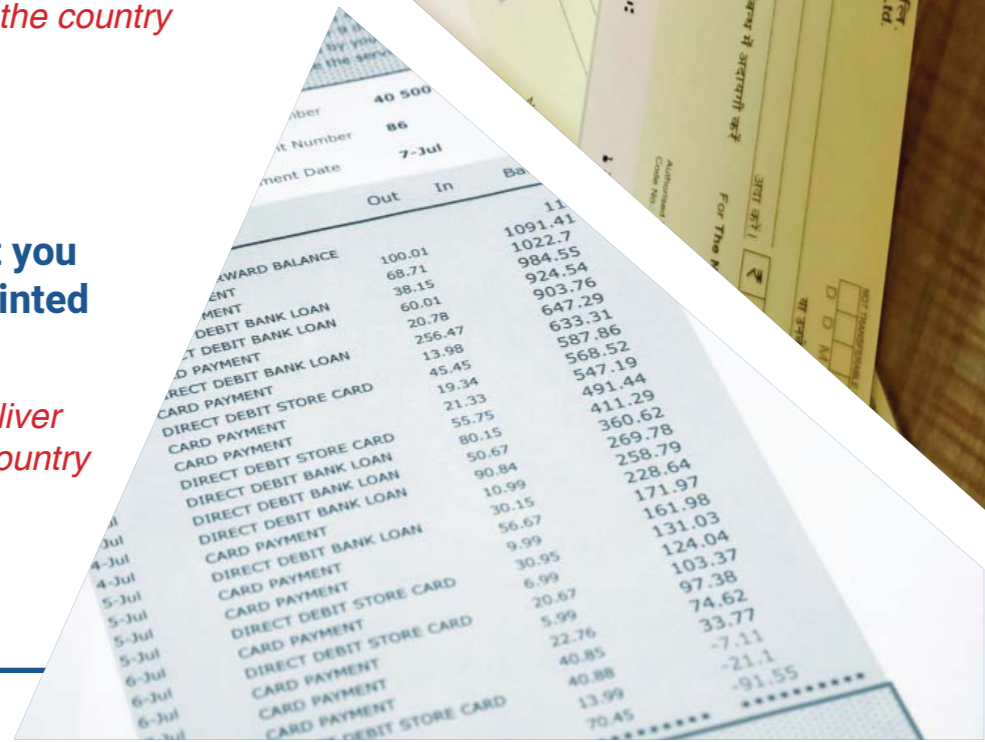 the country
t you
inted
liver
ountry
by you
the serv
ber 40 500
t Number 86
ment Date 7-Jul
Out In Ba
WARD BALANCE
ENT
MENT
DEBIT BANK LOAN
T DEBIT BANK LOAN
D PAYMENT
RECT DEBIT BANK LOAN
CARD PAYMENT
DIRECT DEBIT STORE CARD
CARD PAYMENT
CARD PAYMENT
DIRECT DEBIT STORE CARD
DIRECT DEBIT BANK LOAN
DIRECT DEBIT BANK LOAN
DIRECT DEBIT BANK LOAN
CARD PAYMENT
DIRECT DEBIT BANK LOAN
CARD PAYMENT
CARD PAYMENT
DIRECT DEBIT STORE CARD
CARD PAYMENT
DIRECT DEBIT STORE CARD
CARD PAYMENT
CARD PAYMENT
CARD PAYMENT
DEBIT STORE CARD
Jul
4-Jul
4-Jul
5-Jul
5-Jul
5-Jul
6-Jul
6-Jul
6-Jul
100.01
68.71
38.15
60.01
20.78
256.47
13.98
45.45
19.34
21.33
55.75
80.15
50.67
90.84
10.99
30.15
56.67
9.99
30.95
6.99
20.67
5.99
22.76
40.85
40.88
13.99
70.45
11
1091.41
1022.7
984.55
924.54
903.76
647.29
633.31
587.86
568.52
547.19
491.44
411.29
360.62
269.78
258.79
228.64
171.97
161.98
131.03
124.04
103.37
97.38
74.62
33.77
-7.11
-21.1
-91.55
Authorised
Code No.
For The N
अदा करें।
₹
या उनके
D D M
NOT TRANSFERABLE
td.